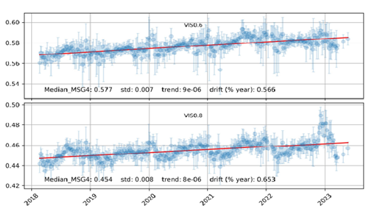 0.60
VIS0.6
0.58
0.56
0.54
Median_MSG4: 0.577 std: 0.007 trend: 9e-06 drift (% year): 0.566
0.50
VIS0.8
0.48
0.46
0.44
Median_MSG4: 0.454 std: 0.008 trend: 8e-06 drift (% year): 0.653
0.42
2018 2019 2020 2021 2022 2023